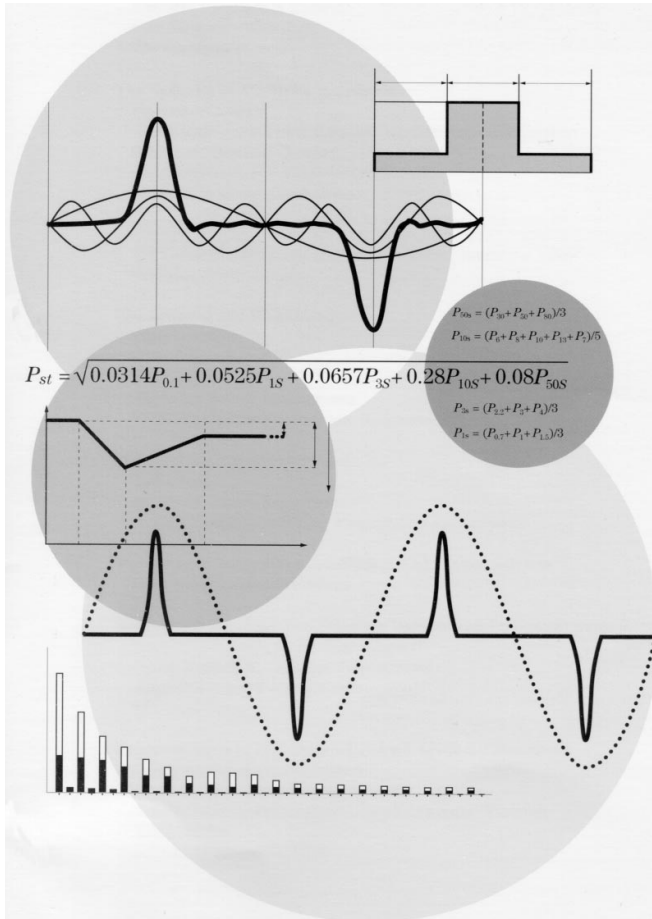 P₅₀ₛ = (P₃₀+P₅₀+P₈₀)/3
P₁₀ₛ = (P₆+P₈+P₁₀+P₁₃+P₇)/5
Pₛₜ = √0.0314P₀.₁ + 0.0525P₁S + 0.0657P₃S + 0.28P₁₀S + 0.08P₅₀S
P₃ₛ = (P₂.₂+P₃+P₄)/3
P₁ₛ = (P₀.₇+P₁+P₁.₅)/3